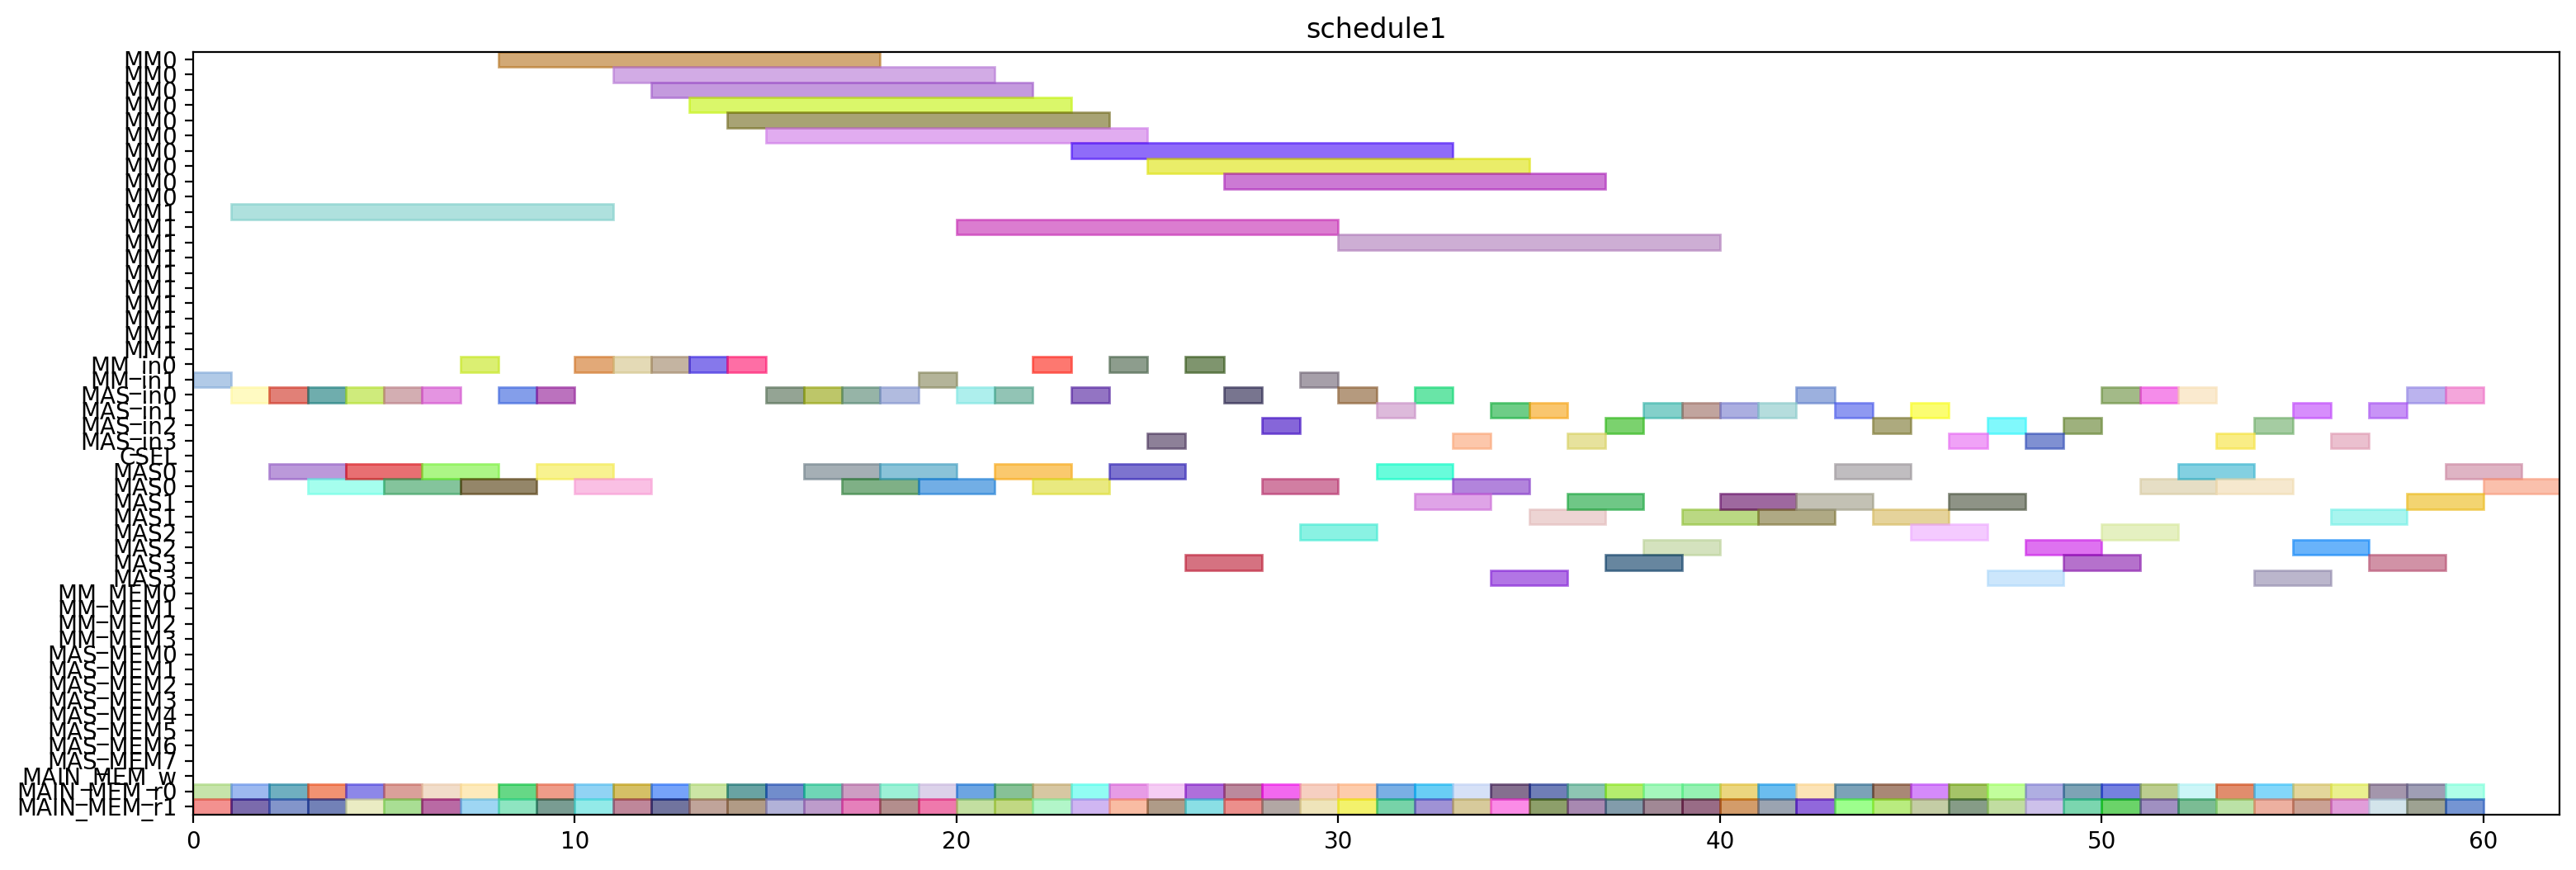 schedule1
MM0
MM0
MM0
MM0
MM0
MM0
MM0
MM0
MM0
MM0
MM1
MM1
MM1
MM1
MM1
MM1
MM1
MM1
MM1
MM1
MM_in0
MM_in1
MAS_in0
MAS_in1
MAS_in2
MAS_in3
CSEL
MAS0
MAS0
MAS1
MAS1
MAS2
MAS2
MAS3
MAS3
MM_MEM0
MM_MEM1
MM_MEM2
MM_MEM3
MAS_MEM0
MAS_MEM1
MAS_MEM2
MAS_MEM3
MAS_MEM4
MAS_MEM5
MAS_MEM6
MAS_MEM7
MAIN_MEM_w
MAIN_MEM_r0
MAIN_MEM_r1
0 10 20 30 40 50 60